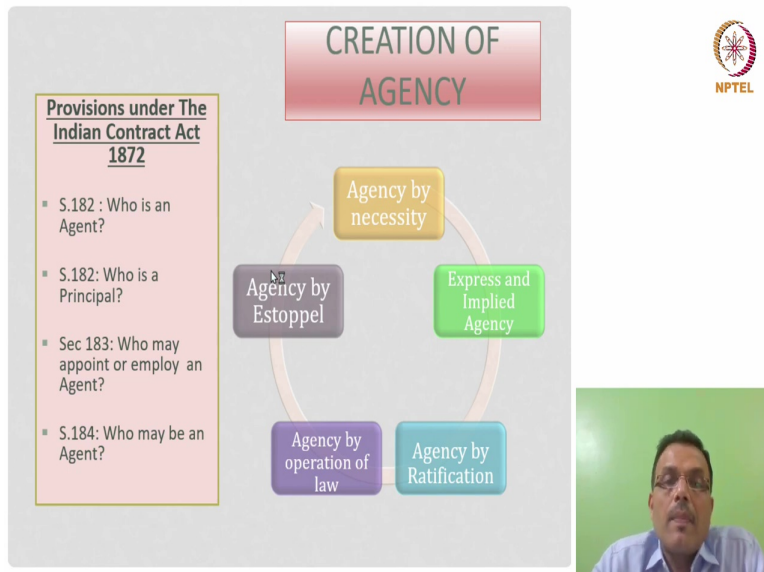 CREATION OF
AGENCY
NPTEL
Provisions under The
Indian Contract Act
1872
S.182 : Who is an
Agent?
S.182: Who is a
Principal?
Sec 183: Who may
appoint or employ an
Agent?
S.184: Who may be an
Agent?
Agency by
necessity
Express and
Implied
Agency
Agency by
Ratification
Agency by
operation of
law
Agency by
Estoppel